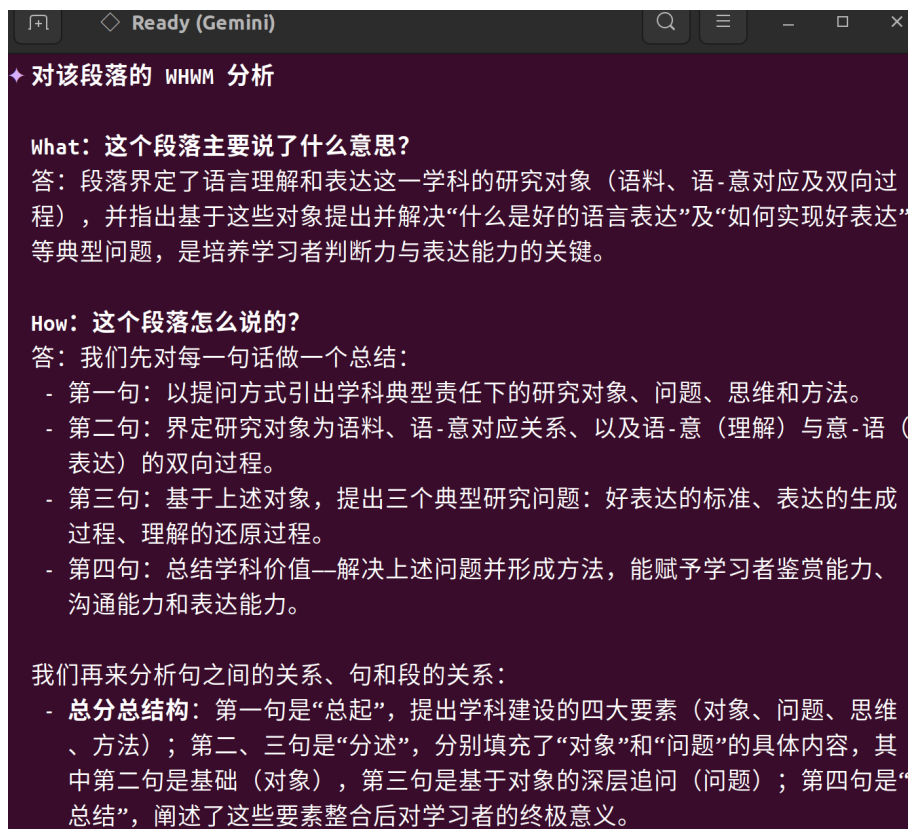 Ready (Gemini)
对该段落的 WHWM 分析
What：这个段落主要说了什么意思？
答：段落界定了语言理解和表达这一学科的研究对象（语料、语-意对应及双向过
程），并指出基于这些对象提出并解决“什么是好的语言表达”及“如何实现好表达”
等典型问题，是培养学习者判断力与表达能力的关键。
How：这个段落怎么说的？
答：我们先对每一句话做一个总结：
- 第一句：以提问方式引出学科典型责任下的研究对象、问题、思维和方法。
- 第二句：界定研究对象为语料、语-意对应关系、以及语-意（理解）与意-语（
表达）的双向过程。
- 第三句：基于上述对象，提出三个典型研究问题：好表达的标准、表达的生成
过程、理解的还原过程。
- 第四句：总结学科价值——解决上述问题并形成方法，能赋予学习者鉴赏能力、
沟通能力和表达能力。
我们再来分析句之间的关系、句和段的关系：
- 总分总结构：第一句是“总起”，提出学科建设的四大要素（对象、问题、思维
、方法）；第二、三句是“分述”，分别填充了“对象”和“问题”的具体内容，其
中第二句是基础（对象），第三句是基于对象的深层追问（问题）；第四句是“
总结”，阐述了这些要素整合后对学习者的终极意义。